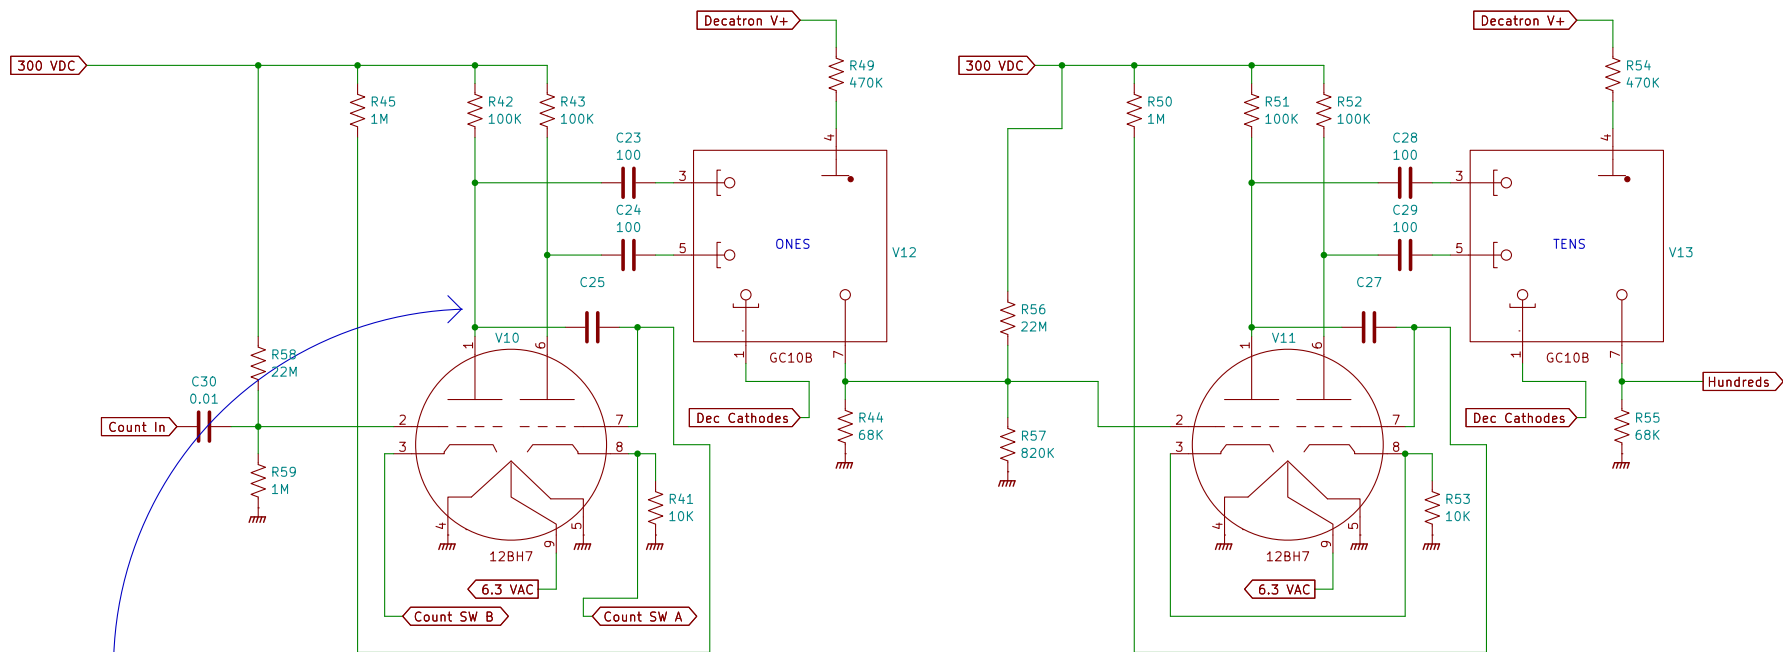 Decatron V+
Decatron V+
300 VDC
300 VDC
R49
470K
R54
470K
R45
1M
R42
100K
R43
100K
R50
1M
R51
100K
R52
100K
C23
100
C28
100
4
4
3
3
C24
100
C29
100
5
5
ONES
TENS
V12
V13
C25
C27
R56
22M
V10
V11
1
6
1
7
1
6
1
7
GC10B
GC10B
R58
22M
C30
0.01
Hundreds
Count In
2
7
Dec Cathodes
R44
68K
2
7
Dec Cathodes
R55
68K
3
8
R57
820K
3
8
R59
1M
R41
10K
R53
10K
4
9
5
4
9
5
12BH7
12BH7
6.3 VAC
6.3 VAC
Count SW B
Count SW A